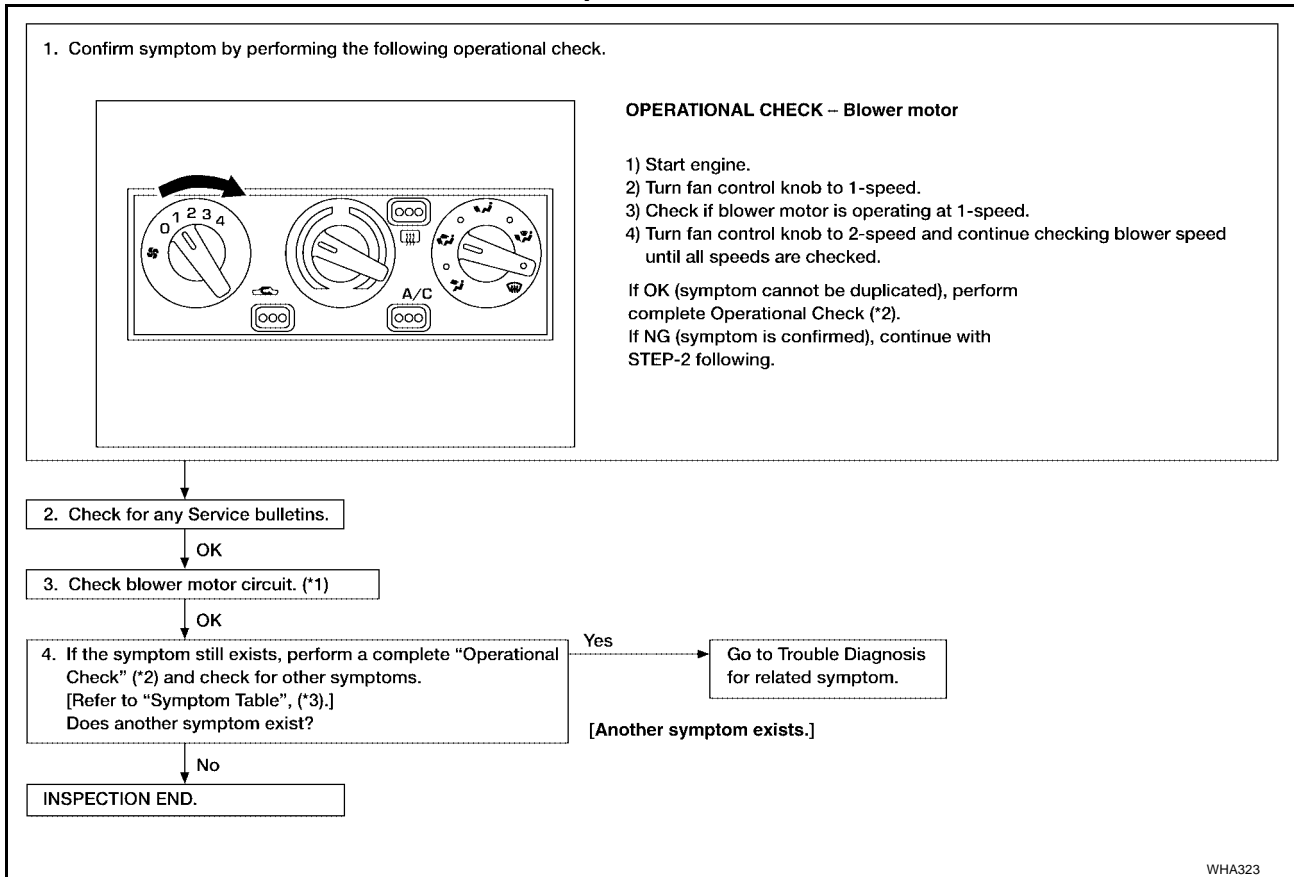 1. Confirm symptom by performing the following operational check.
0 1 2 3 4
A/C
OPERATIONAL CHECK – Blower motor
1) Start engine.
2) Turn fan control knob to 1-speed.
3) Check if blower motor is operating at 1-speed.
4) Turn fan control knob to 2-speed and continue checking blower speed
until all speeds are checked.
If OK (symptom cannot be duplicated), perform
complete Operational Check (*2).
If NG (symptom is confirmed), continue with
STEP-2 following.
2. Check for any Service bulletins.
OK
3. Check blower motor circuit. (*1)
OK
4. If the symptom still exists, perform a complete “Operational
Check” (*2) and check for other symptoms.
[Refer to “Symptom Table”, (*3).]
Does another symptom exist?
Yes
Go to Trouble Diagnosis
for related symptom.
[Another symptom exists.]
No
INSPECTION END.
WHA323